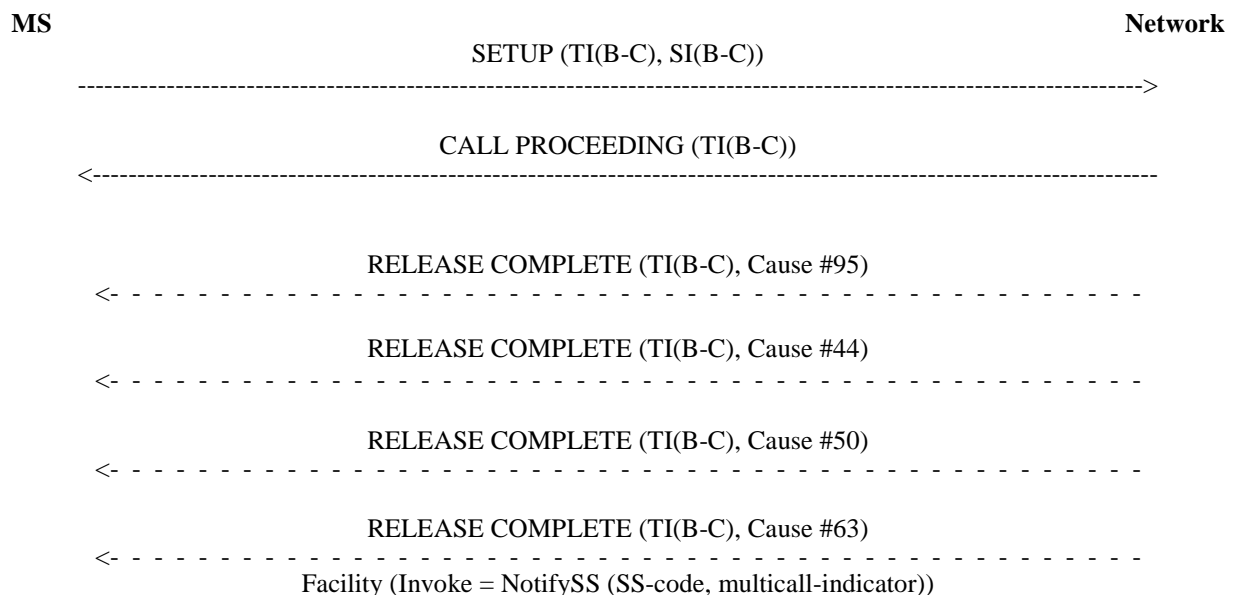 MS Network
SETUP (TI(B-C), SI(B-C))
------------------------------------------------------------------------------------------------------------------------>
CALL PROCEEDING (TI(B-C))
<------------------------------------------------------------------------------------------------------------------------
RELEASE COMPLETE (TI(B-C), Cause #95)
<- - - - - - - - - - - - - - - - - - - - - - - - - - - - - - - - - - - - - - - - - - - - - - -
RELEASE COMPLETE (TI(B-C), Cause #44)
<- - - - - - - - - - - - - - - - - - - - - - - - - - - - - - - - - - - - - - - - - - - - - - -
RELEASE COMPLETE (TI(B-C), Cause #50)
<- - - - - - - - - - - - - - - - - - - - - - - - - - - - - - - - - - - - - - - - - - - - - - -
RELEASE COMPLETE (TI(B-C), Cause #63)
<- - - - - - - - - - - - - - - - - - - - - - - - - - - - - - - - - - - - - - - - - - - - - - -
Facility (Invoke = NotifySS (SS-code, multicall-indicator))